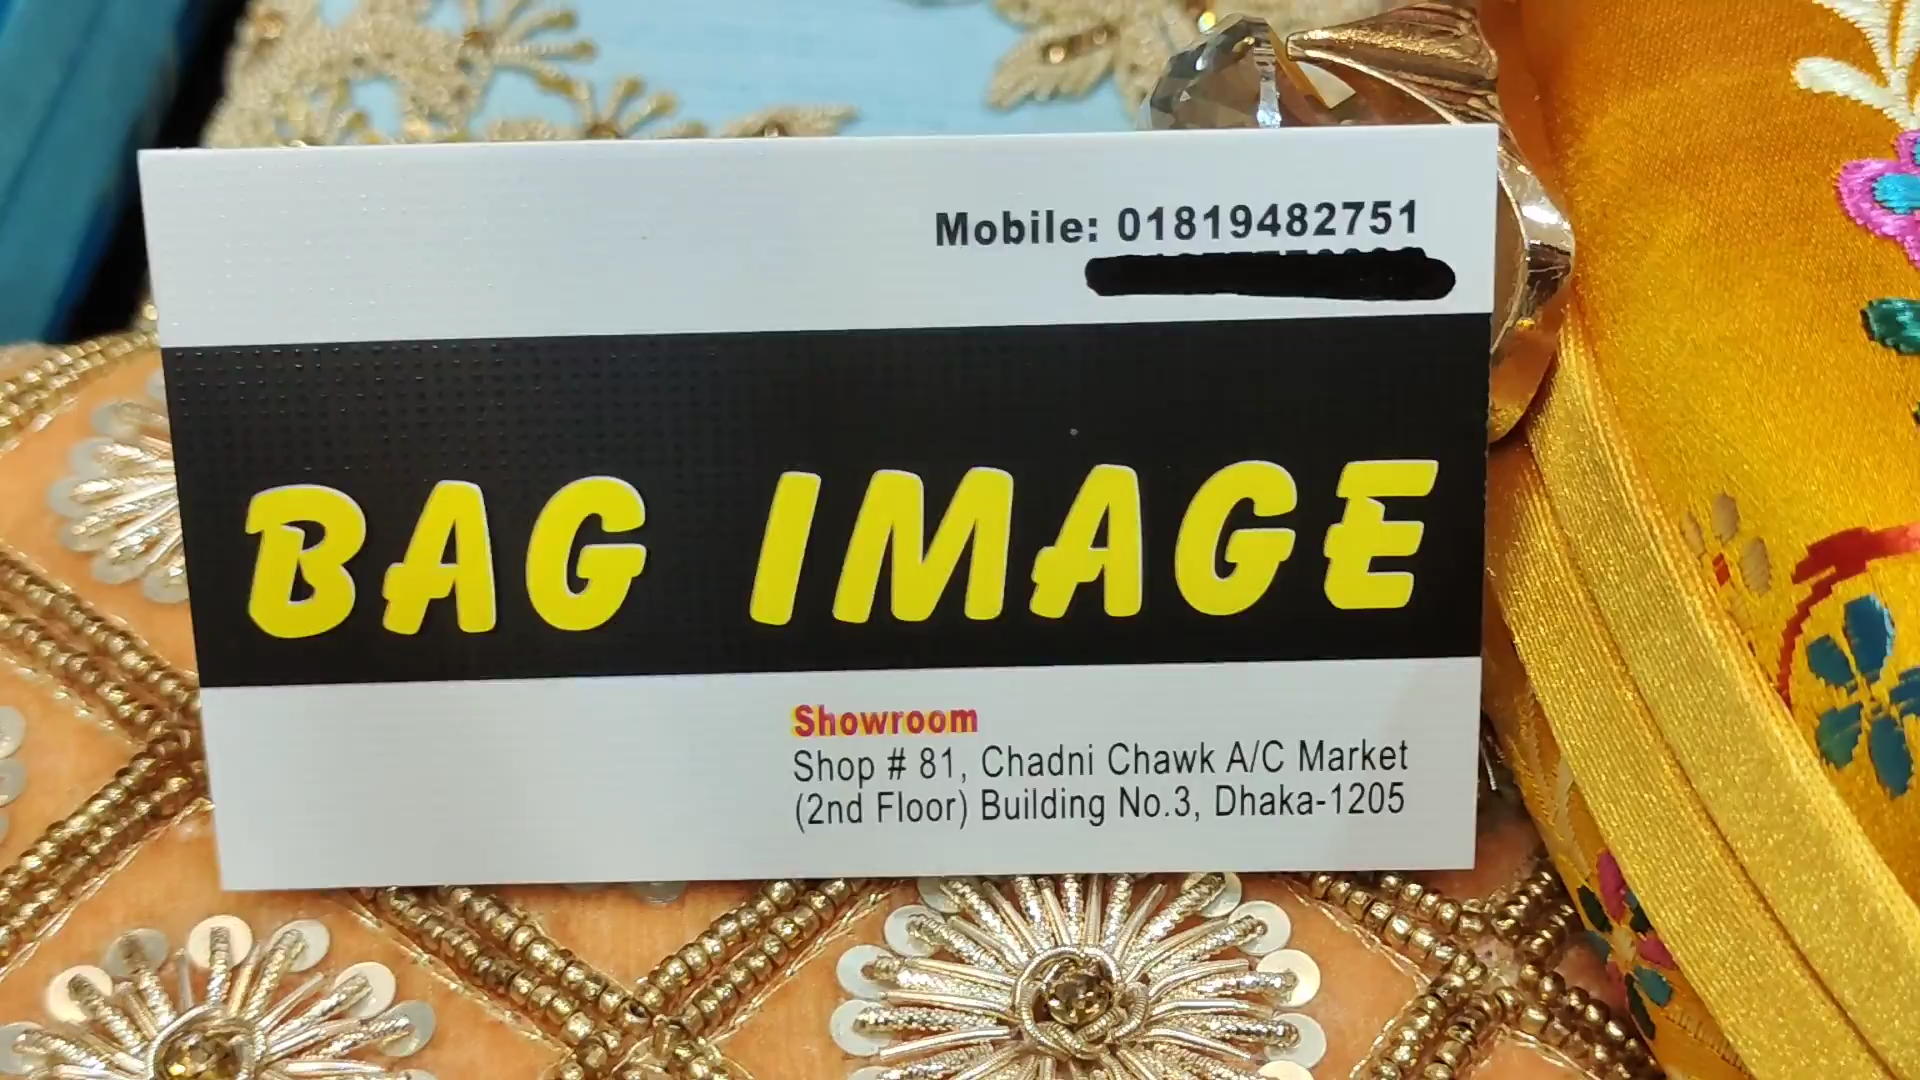 Mobile: 01819482751
BAG IMAGE
Showroom
Shop # 81, Chadni Chawk A/C Market
(2nd Floor) Building No.3, Dhaka-1205